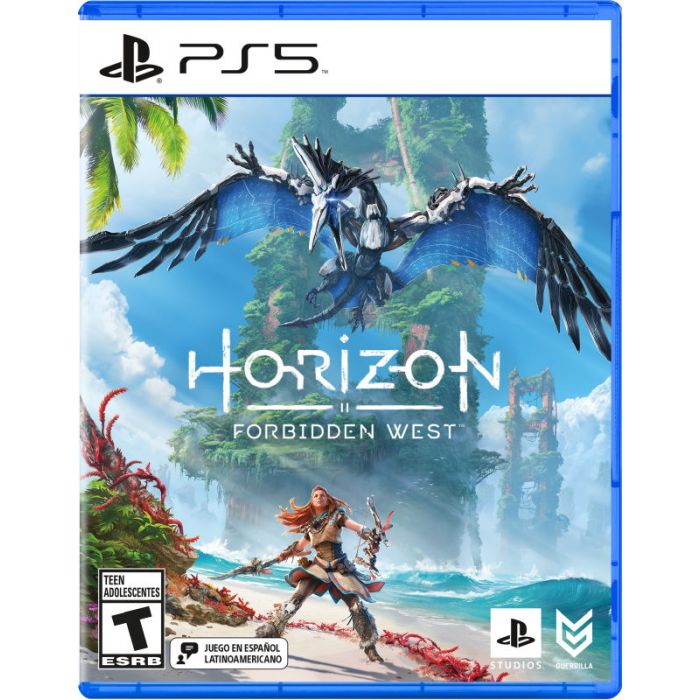 PS5
HORIZON
II
FORBIDDEN WEST™
TEEN
ADOLESCENTES
T
ESRB
JUEGO EN ESPAÑOL
LATINOAMERICANO
STUDIOS
GUERRILLA